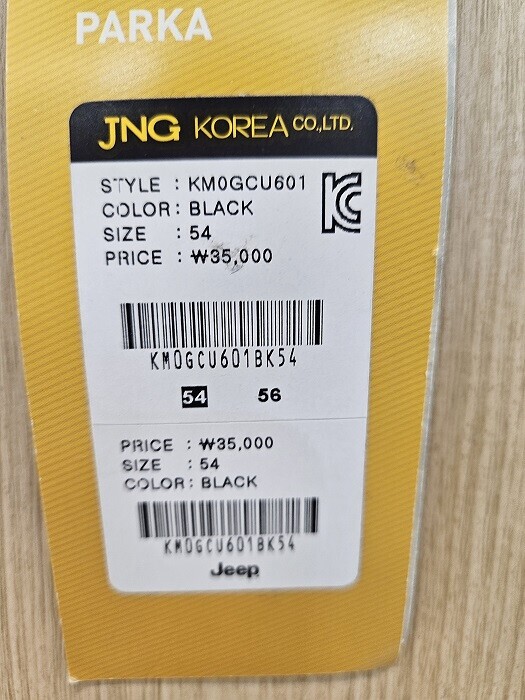 PARKA
JNG KOREA CO.,LTD.
STYLE : KM0GCU601
COLOR : BLACK
SIZE : 54
PRICE : ₩35,000
KM0GCU601BK54
54 56
PRICE : ₩35,000
SIZE : 54
COLOR : BLACK
KM0GCU601BK54
Jeep